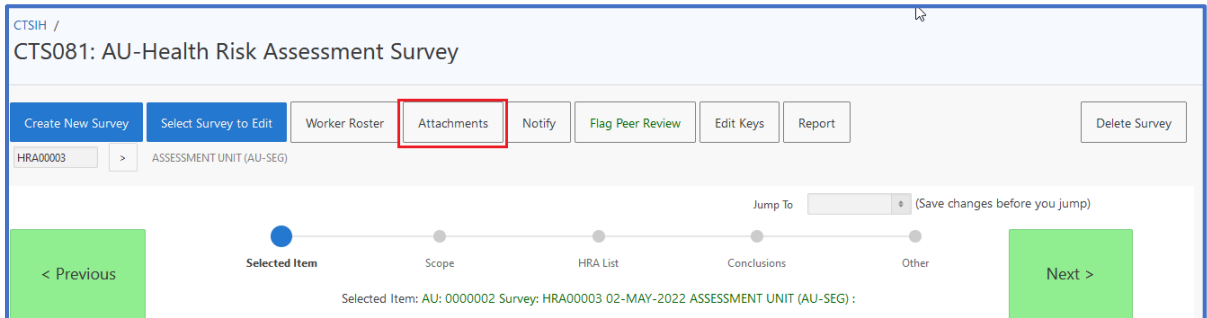 CTSIH /
CTS081: AU-Health Risk Assessment Survey
Create New Survey Select Survey to Edit Worker Roster Attachments Notify Flag Peer Review Edit Keys Report Delete Survey
HRA00003 > ASSESSMENT UNIT (AU-SEG)
Jump To (Save changes before you jump)
< Previous Selected Item Scope HRA List Conclusions Other Next >
Selected Item: AU: 0000002 Survey: HRA00003 02-MAY-2022 ASSESSMENT UNIT (AU-SEG) :